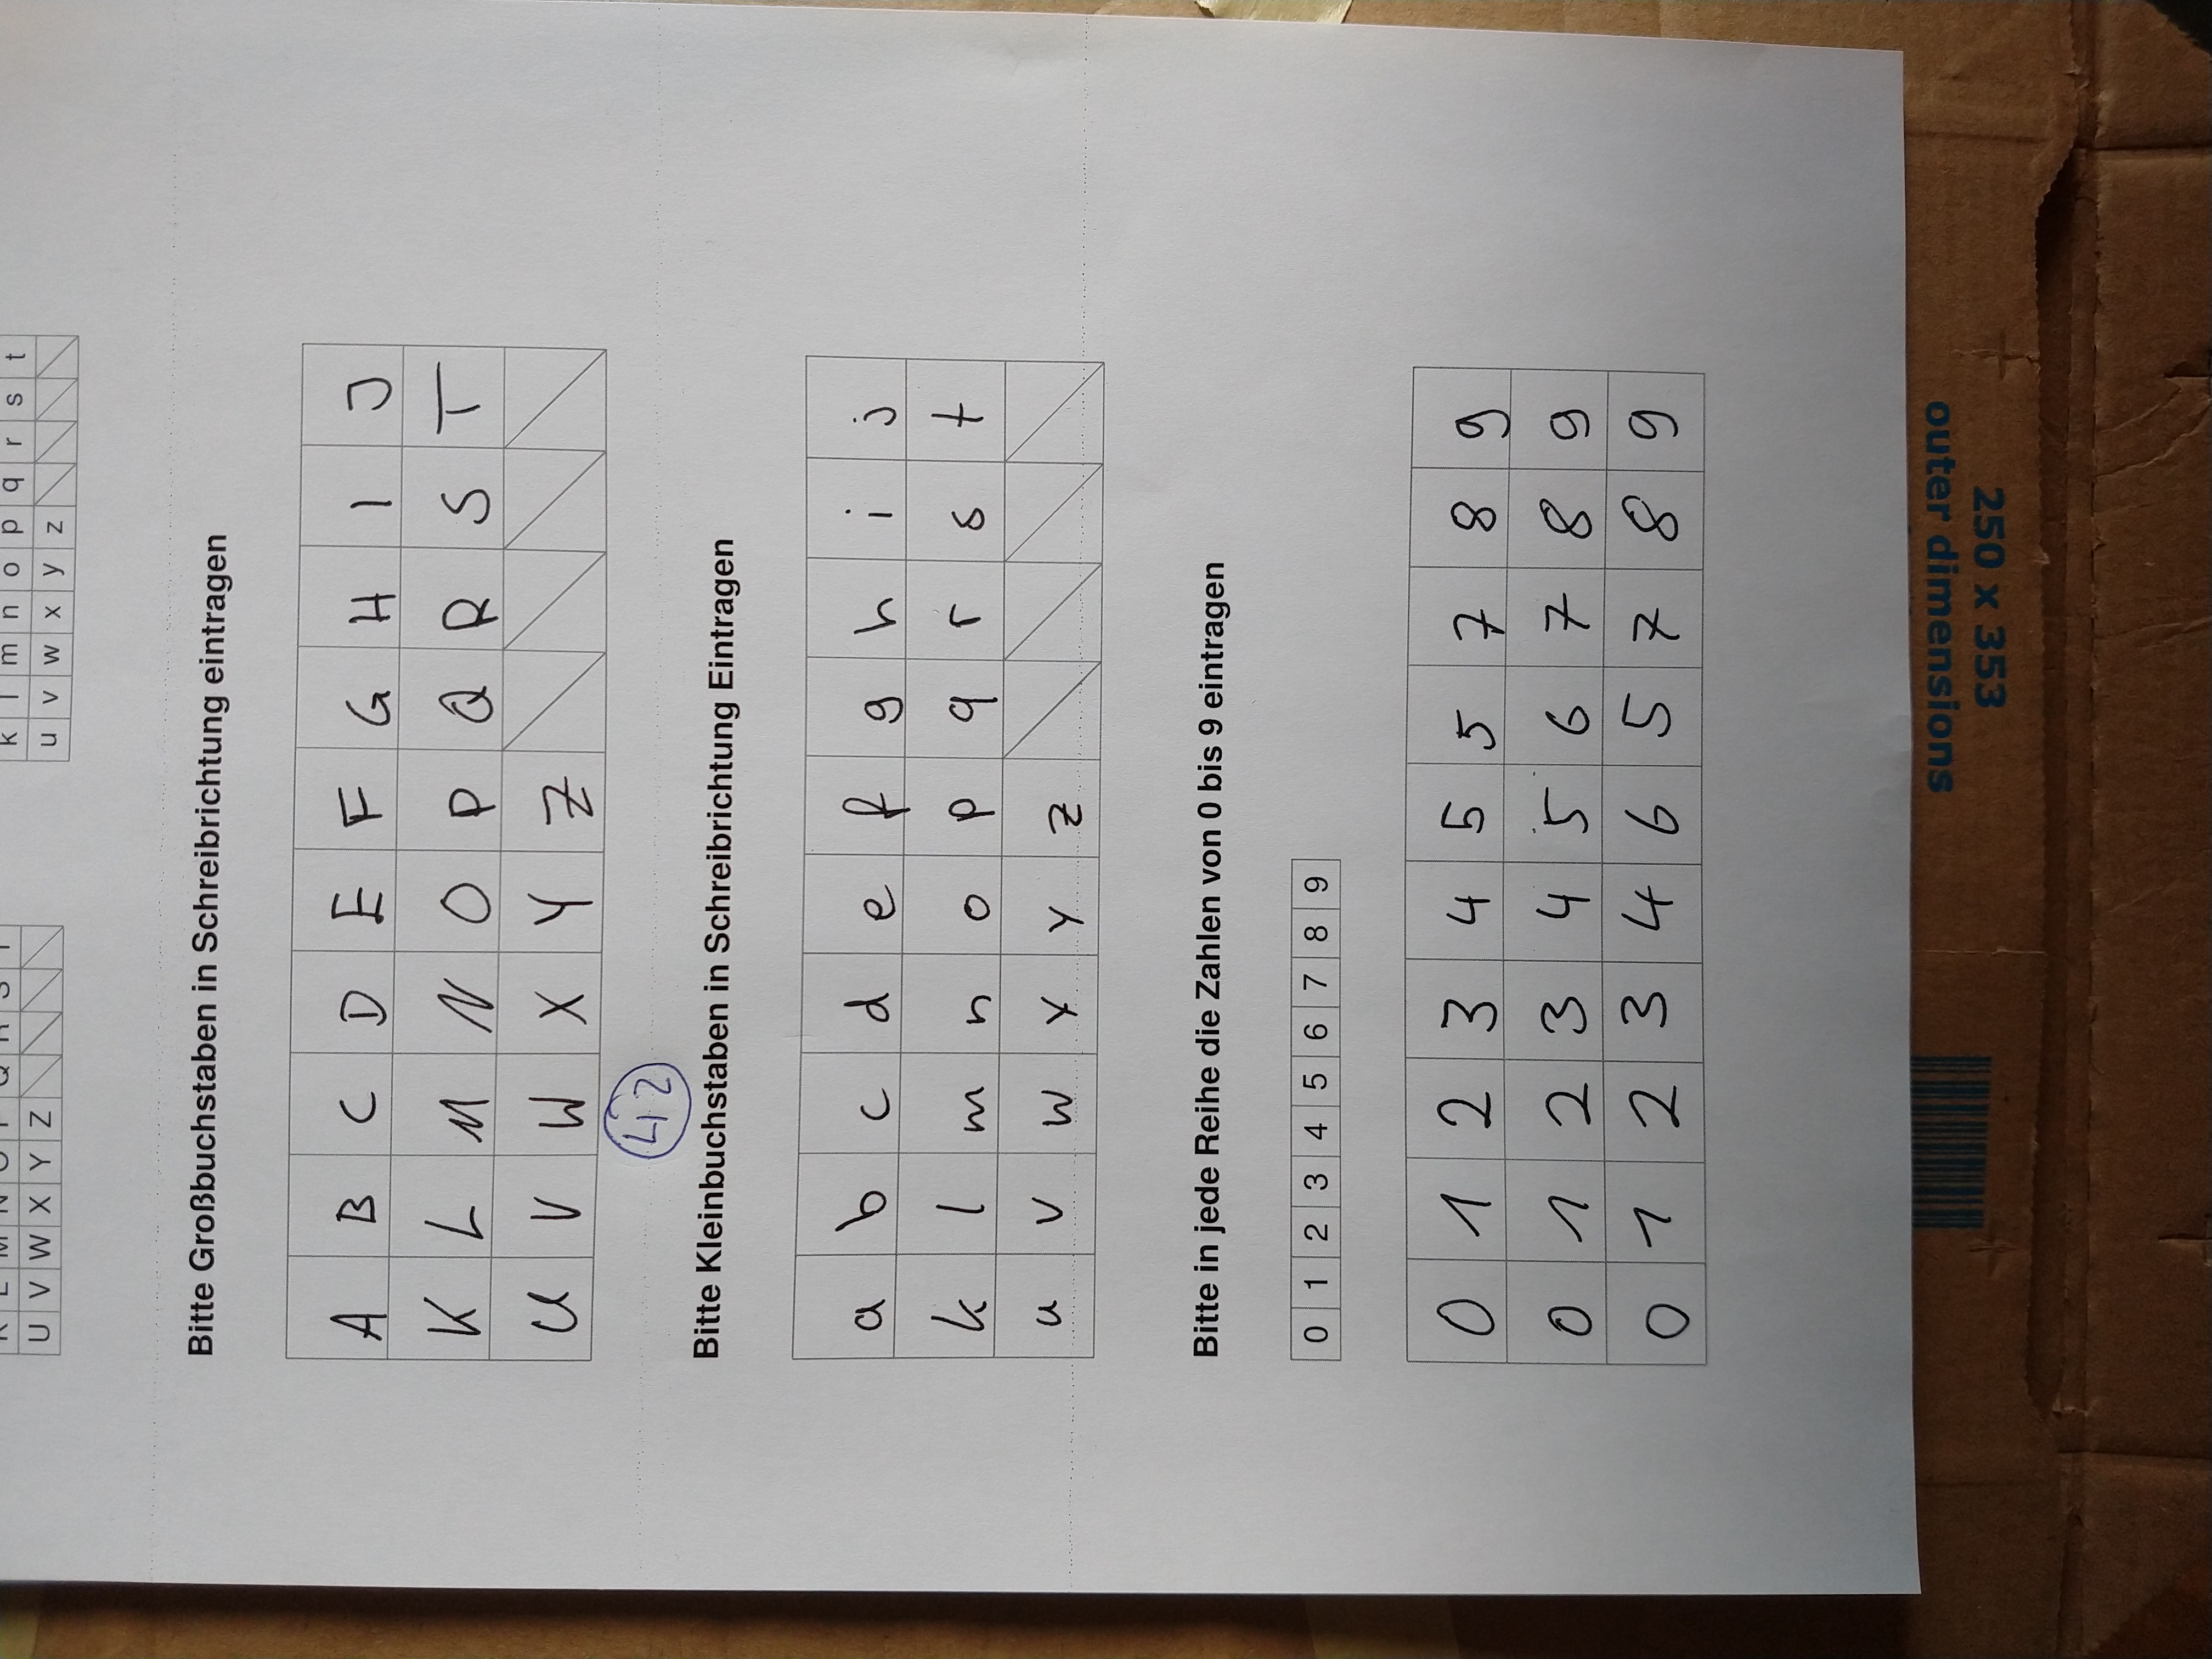 K L M N O P Q R S T
k l m n o p q r s t
U V W X Y Z
u v w x y z
Bitte Großbuchstaben in Schreibrichtung eintragen
A B C D E F G H I J
K L M N O P Q R S T
U V W X Y Z
42
Bitte Kleinbuchstaben in Schreibrichtung Eintragen
a b c d e f g h i j
k l m n o p q r s t
u v w x y z
Bitte in jede Reihe die Zahlen von 0 bis 9 eintragen
0 1 2 3 4 5 6 7 8 9
0 1 2 3 4 5 5 7 8 9
0 1 2 3 4 5 6 7 8 9
0 1 2 3 4 6 5 7 8 9
250 x 353
outer dimensions